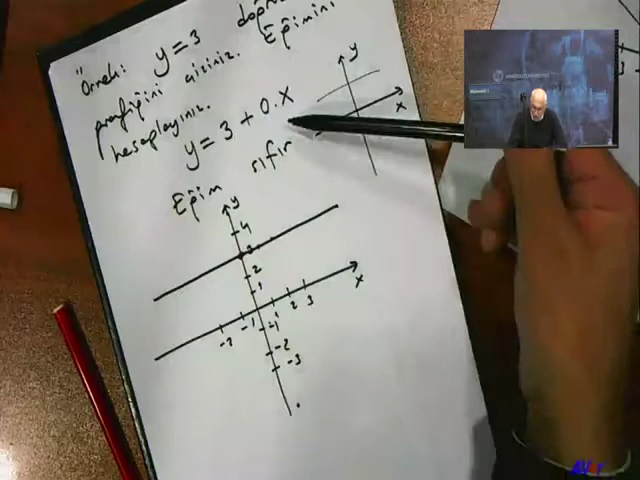 Örnek: y = 3 doğru
grafiğini çiziniz. Eğimini
hesaplayınız.
y = 3 + 0.x
Eğim sıfır
y
x
y
4
3
2
1
x
-2 -1 1 2 3
-1
-2
-3